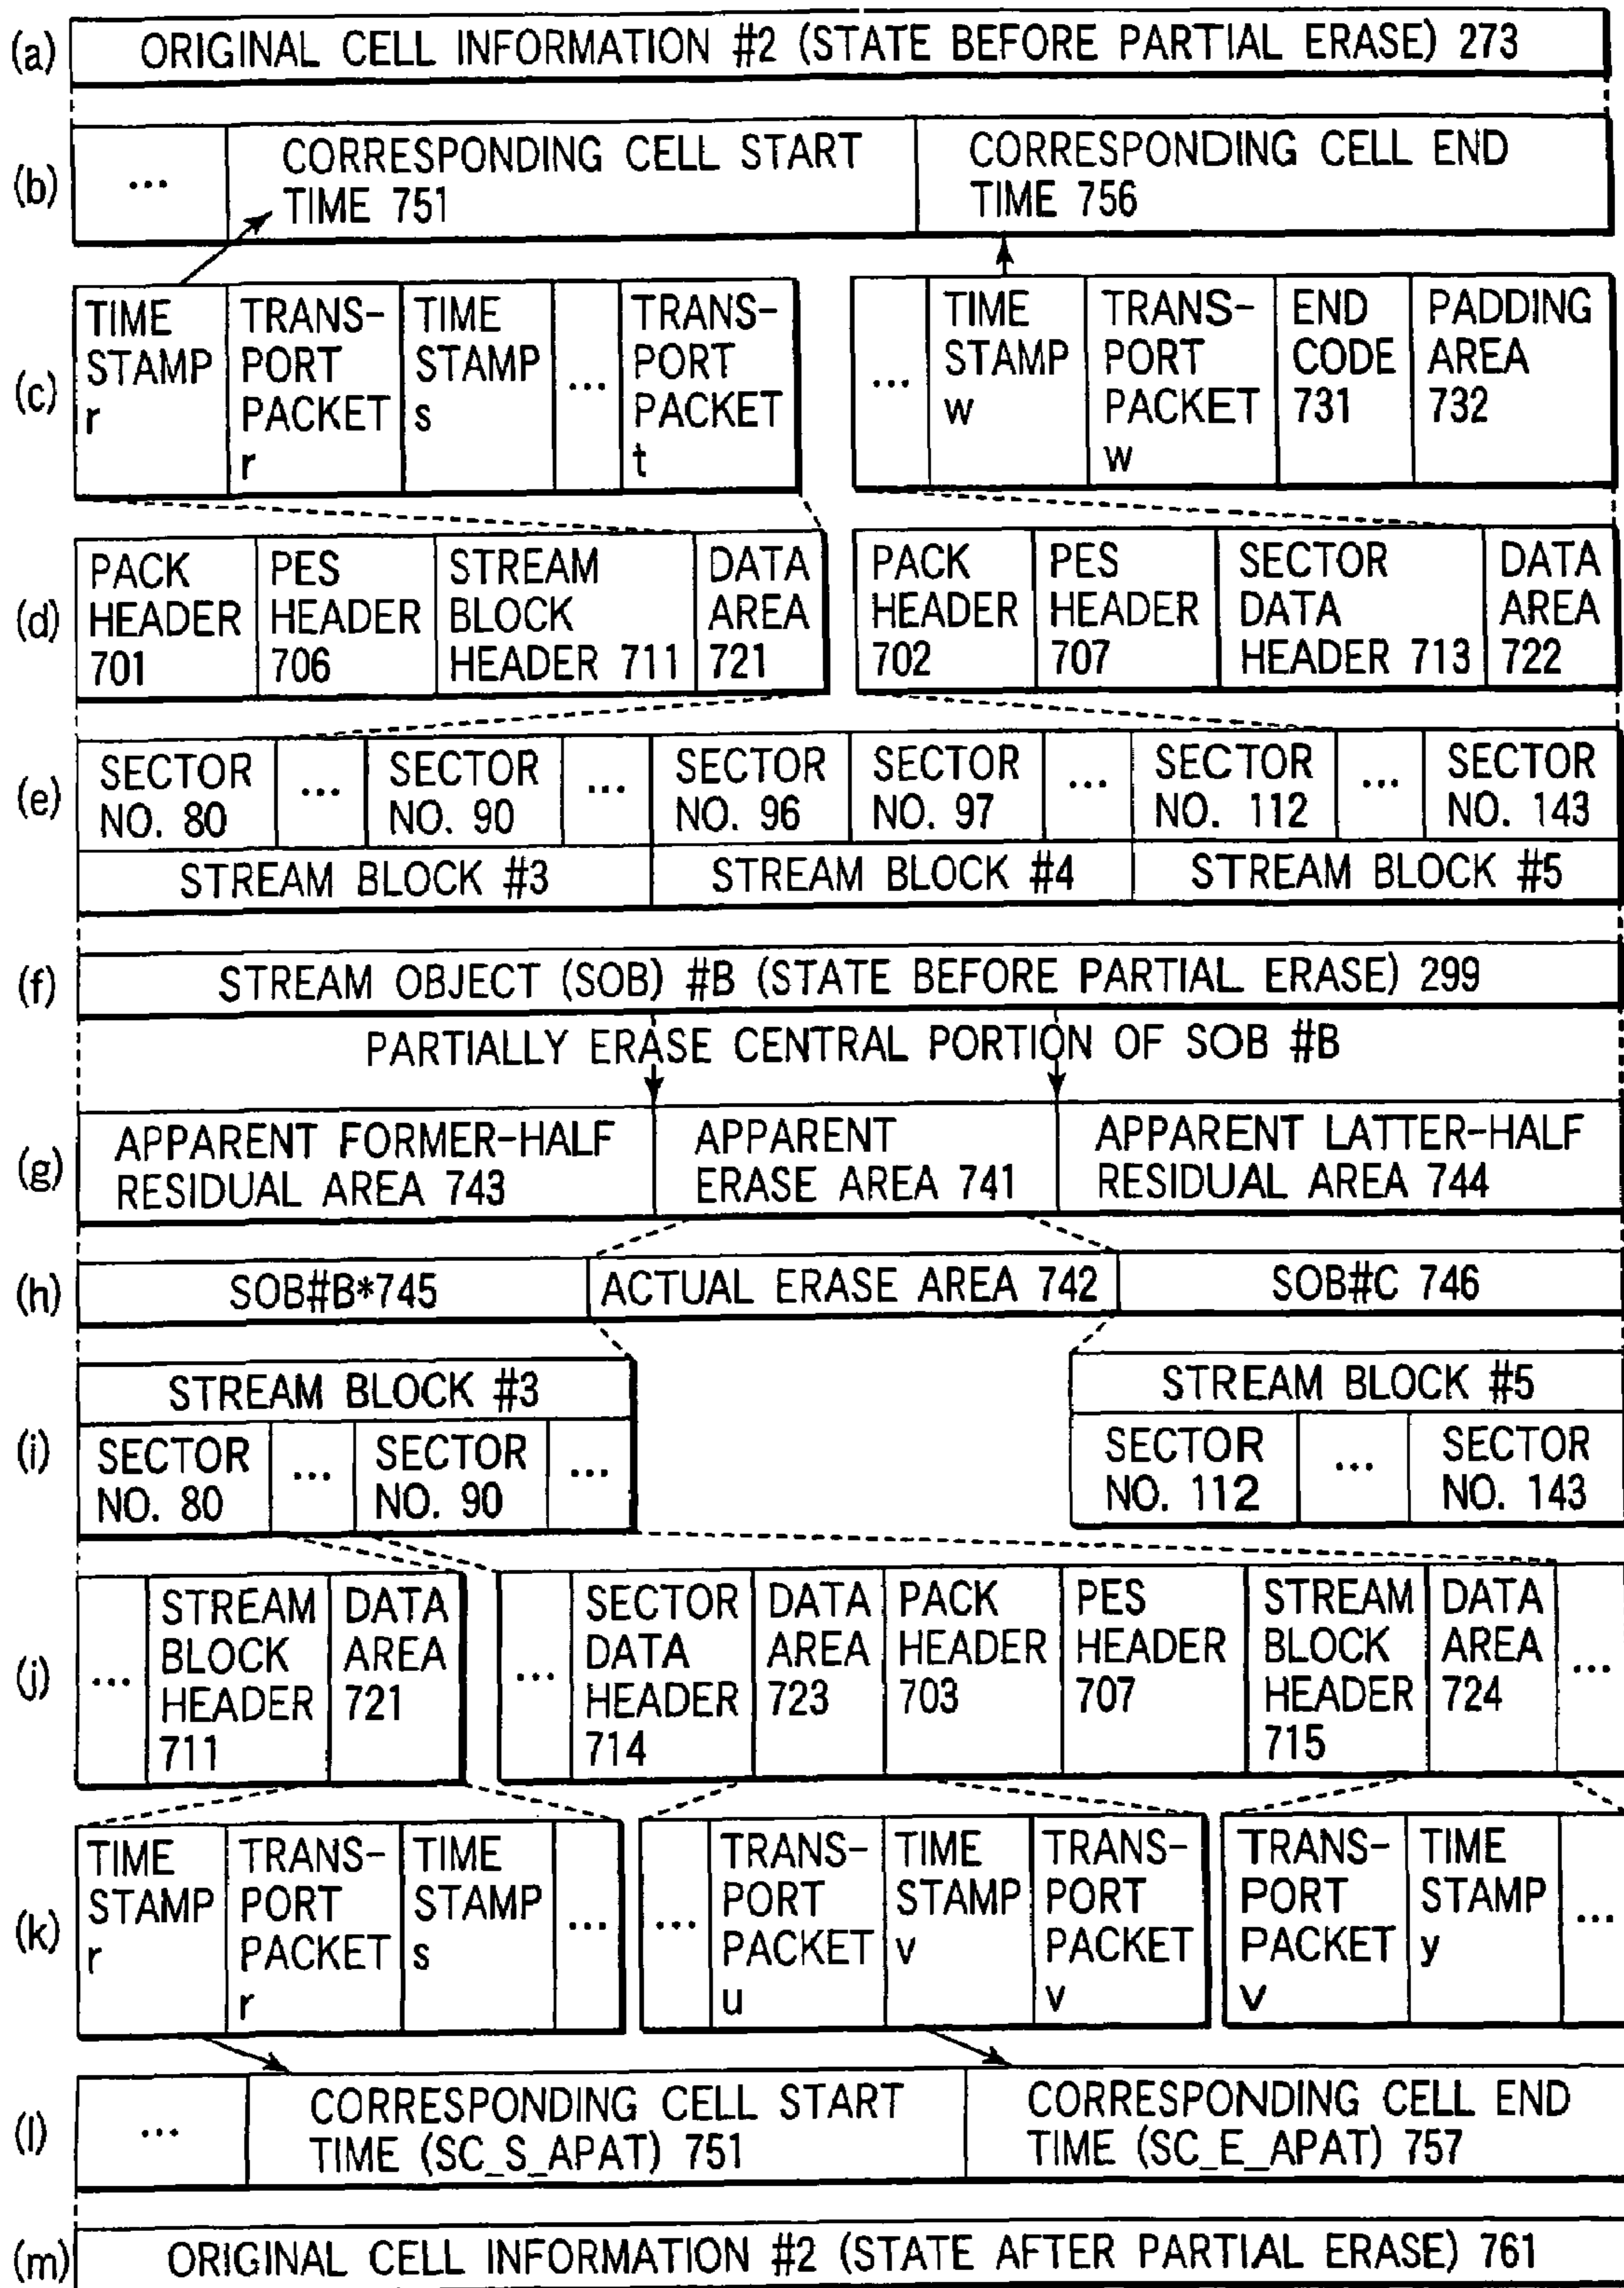 (a) ORIGINAL CELL INFORMATION #2 (STATE BEFORE PARTIAL ERASE) 273
(b) ... CORRESPONDING CELL START TIME 751 CORRESPONDING CELL END TIME 756
(c) TIME STAMP r TRANS-PORT PACKET r TIME STAMP s ... TRANS-PORT PACKET t ... TIME STAMP w TRANS-PORT PACKET w END CODE 731 PADDING AREA 732
(d) PACK HEADER 701 PES HEADER 706 STREAM BLOCK HEADER 711 DATA AREA 721 PACK HEADER 702 PES HEADER 707 SECTOR DATA HEADER 713 DATA AREA 722
(e) SECTOR NO. 80 ... SECTOR NO. 90 ... SECTOR NO. 96 SECTOR NO. 97 ... SECTOR NO. 112 ... SECTOR NO. 143
STREAM BLOCK #3 STREAM BLOCK #4 STREAM BLOCK #5
(f) STREAM OBJECT (SOB) #B (STATE BEFORE PARTIAL ERASE) 299
PARTIALLY ERASE CENTRAL PORTION OF SOB #B
(g) APPARENT FORMER-HALF RESIDUAL AREA 743 APPARENT ERASE AREA 741 APPARENT LATTER-HALF RESIDUAL AREA 744
(h) SOB#B*745 ACTUAL ERASE AREA 742 SOB#C 746
STREAM BLOCK #3 STREAM BLOCK #5
(i) SECTOR NO. 80 ... SECTOR NO. 90 ... SECTOR NO. 112 ... SECTOR NO. 143
(j) ... STREAM BLOCK HEADER 711 DATA AREA 721 ... SECTOR DATA HEADER 714 DATA AREA 723 PACK HEADER 703 PES HEADER 707 STREAM BLOCK HEADER 715 DATA AREA 724 ...
(k) TIME STAMP r TRANS-PORT PACKET r TIME STAMP s ... ... TRANS-PORT PACKET u TIME STAMP v TRANS-PORT PACKET v TRANS-PORT PACKET v TIME STAMP y ...
(l) ... CORRESPONDING CELL START TIME (SC_S_APAT) 751 CORRESPONDING CELL END TIME (SC_E_APAT) 757
(m) ORIGINAL CELL INFORMATION #2 (STATE AFTER PARTIAL ERASE) 761